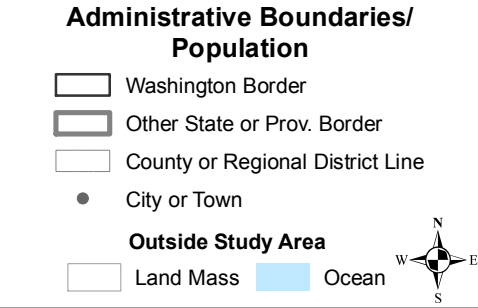 Administrative Boundaries/
Population
Washington Border
Other State or Prov. Border
County or Regional District Line
City or Town
Outside Study Area
Land Mass
Ocean
N
W
E
S